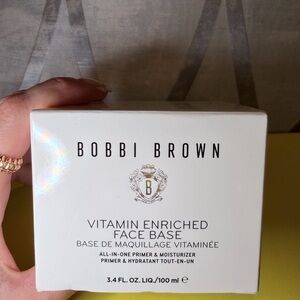 BOBBI BROWN
B
VITAMIN ENRICHED
FACE BASE
BASE DE MAQUILLAGE VITAMINÉE
ALL-IN-ONE PRIMER & MOISTURIZER
PRIMER & HYDRATANT TOUT-EN-UN
3.4 FL. OZ. LIQ./100 ml ℮